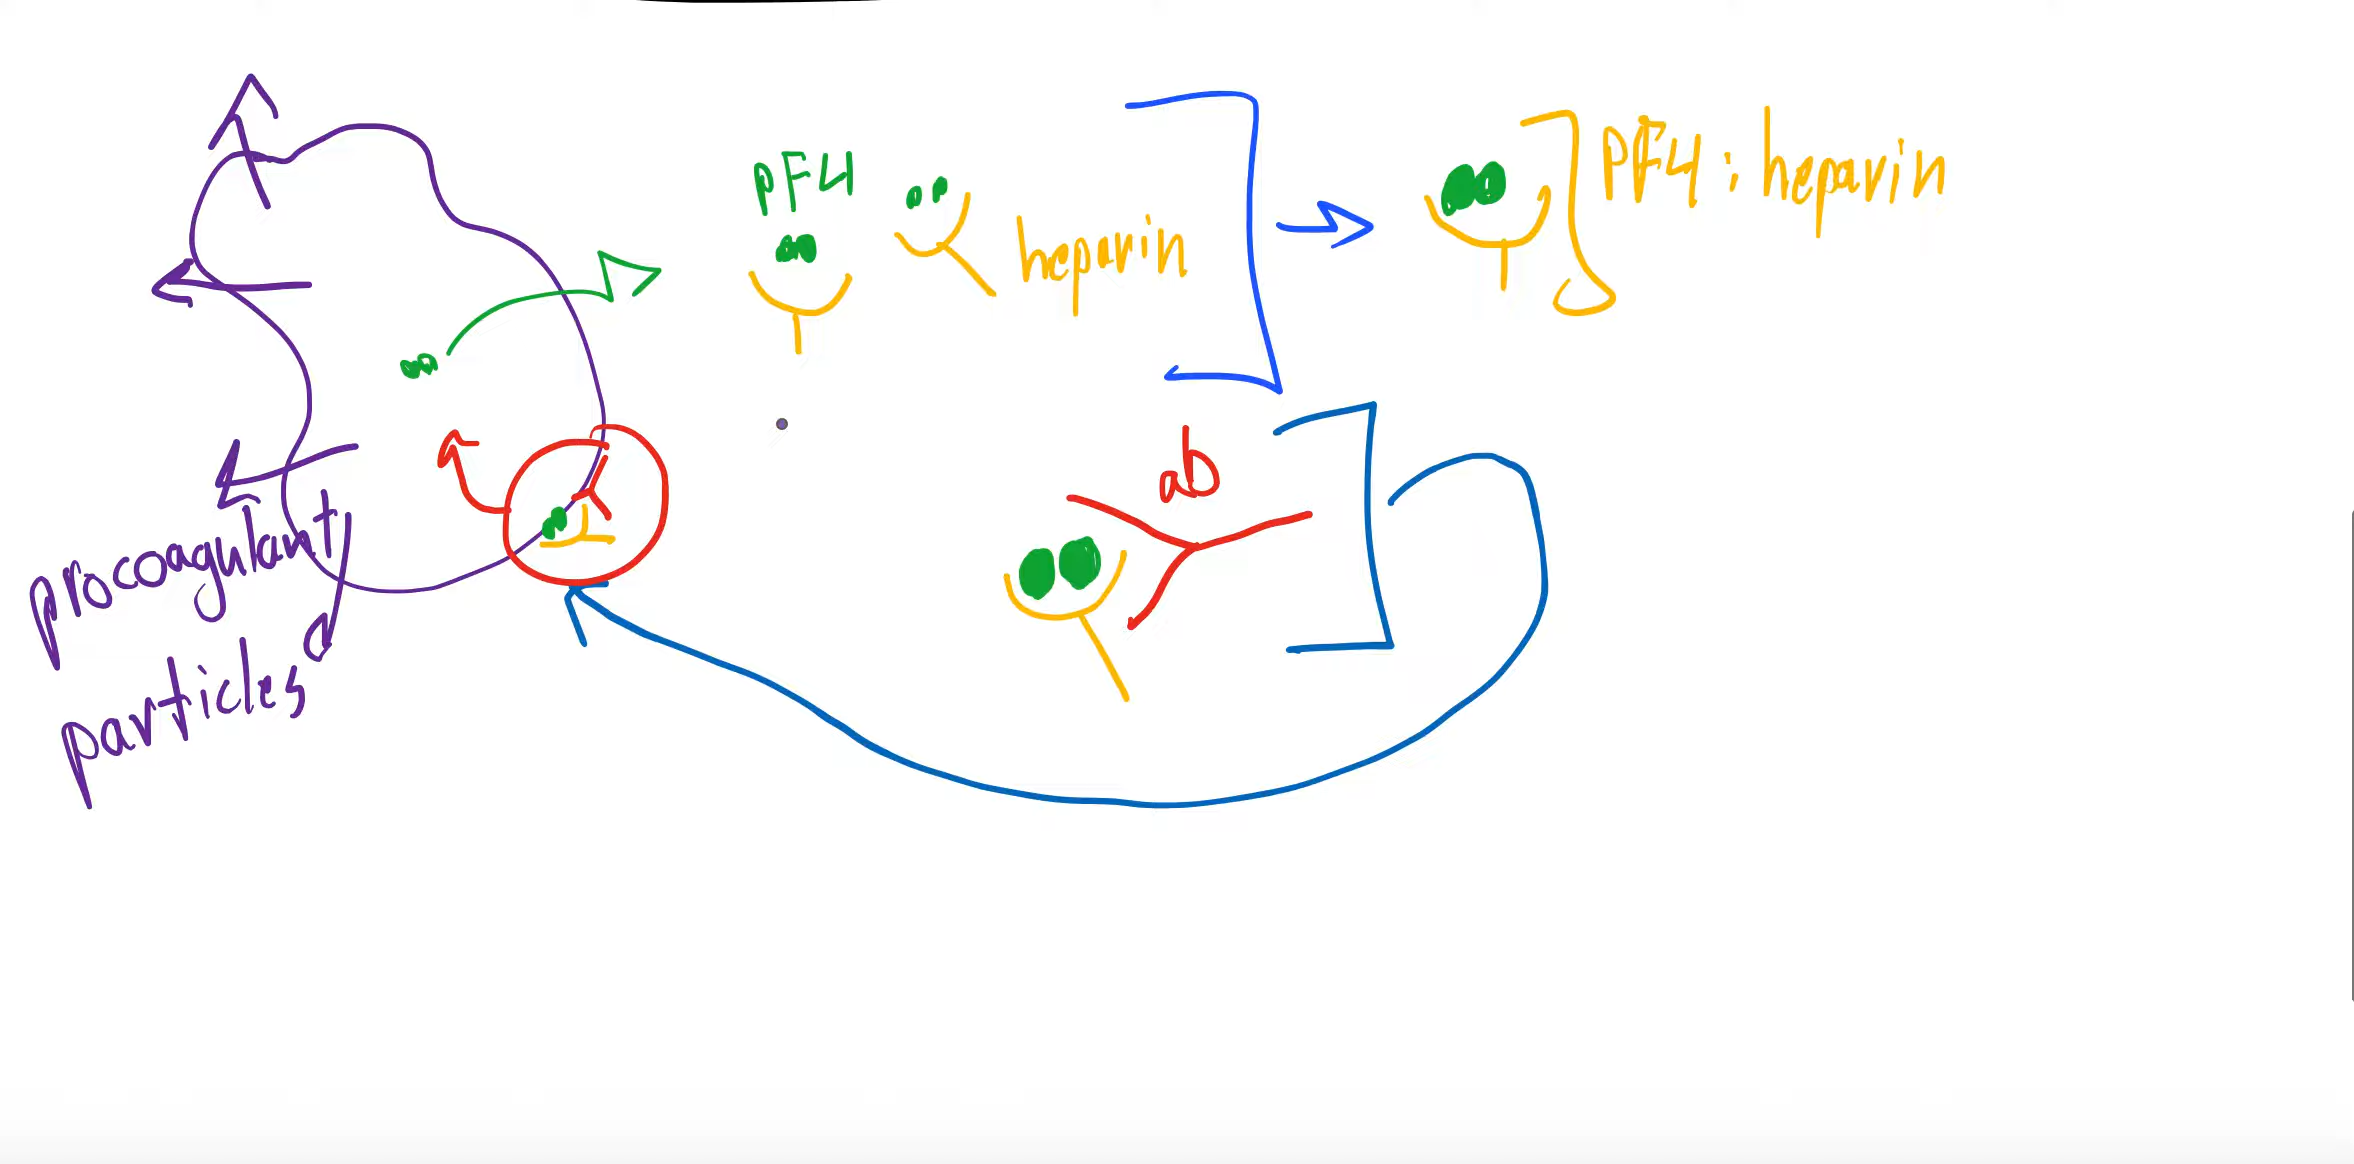 pF4
heparin
PF4 : heparin
ab
procoagulant
particles